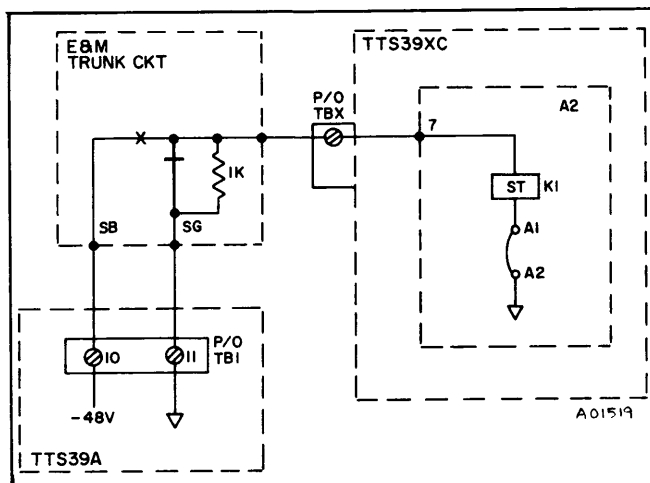 E&M
TRUNK CKT
TTS39XC
P/O
TBX
A2
7
1K
ST
K1
A1
A2
SB
SG
P/O
TB1
10
11
-48V
TTS39A
A01519